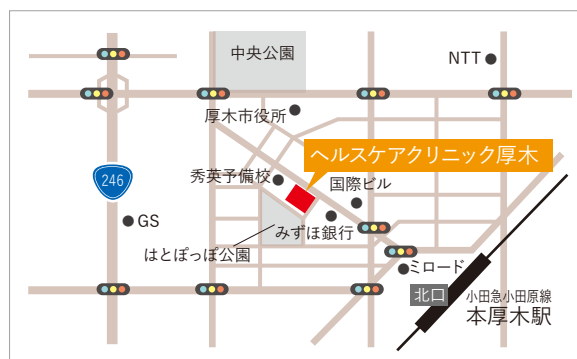 中央公園
NTT
厚木市役所
ヘルスケアクリニック厚木
秀英予備校
国際ビル
246
GS
みずほ銀行
はとぽっぽ公園
ミロード
北口
小田急小田原線
本厚木駅